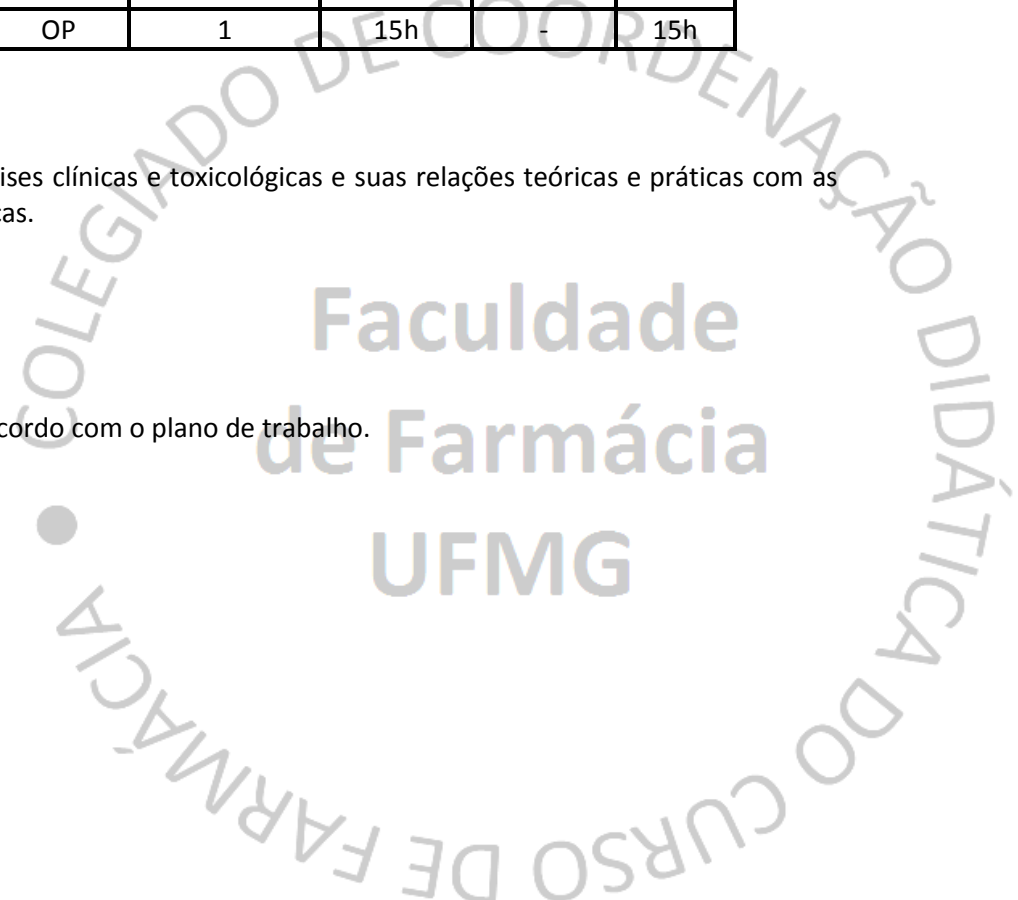 OP 1 15h - 15h
ises clínicas e toxicológicas e suas relações teóricas e práticas com as
cas.
cordo com o plano de trabalho.
Faculdade
de Farmácia
UFMG
COLEGIADO DE COORDENAÇÃO DIDÁTICA DO CURSO DE FARMÁCIA •